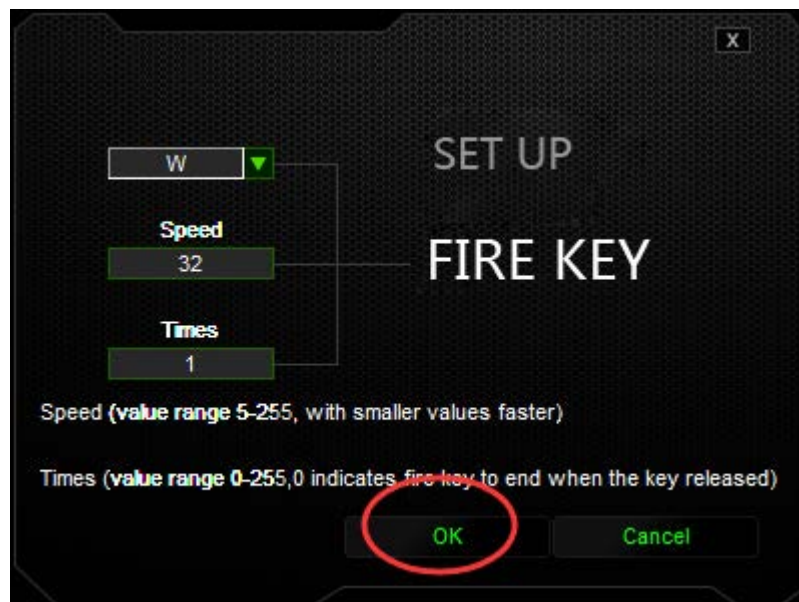 X
W
SET UP
Speed
32
FIRE KEY
Times
1
Speed (value range 5-255, with smaller values faster)
Times (value range 0-255,0 indicates fire key to end when the key released)
OK
Cancel